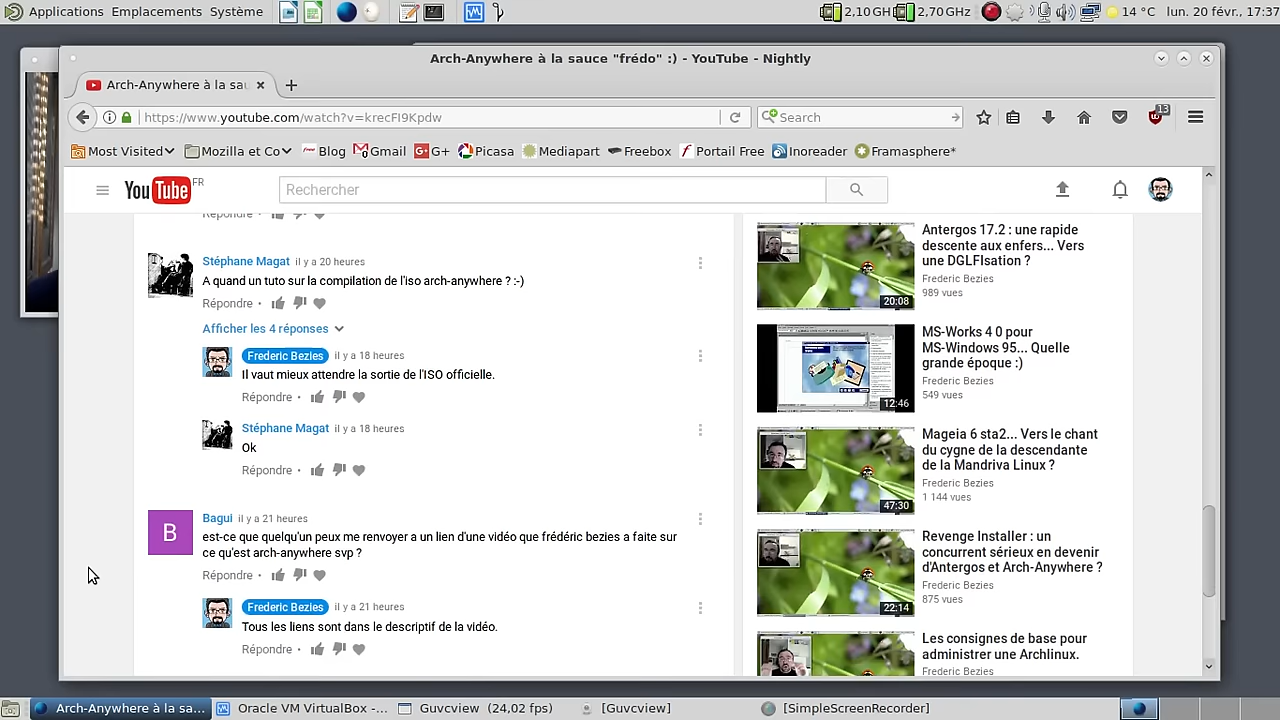 Applications Emplacements Système
2,10 GH 2,70 GHz 14 °C lun. 20 févr., 17:37
Arch-Anywhere à la sauce "frédo" :) - YouTube - Nightly
Arch-Anywhere à la sau
https://www.youtube.com/watch?v=krecFI9Kpdw
Search
13
Most Visited Mozilla et Co Blog Gmail G+ Picasa Mediapart Freebox Portail Free Inoreader Framasphere*
YouTube FR
Rechercher
Répondre •
Stéphane Magat il y a 20 heures
A quand un tuto sur la compilation de l'iso arch-anywhere ? :-)
Répondre •
Afficher les 4 réponses
Frederic Bezies il y a 18 heures
Il vaut mieux attendre la sortie de l'ISO officielle.
Répondre •
Stéphane Magat il y a 18 heures
Ok
Répondre •
B
Bagui il y a 21 heures
est-ce que quelqu'un peux me renvoyer a un lien d'une vidéo que frédéric bezies a faite sur
ce qu'est arch-anywhere svp ?
Répondre •
Frederic Bezies il y a 21 heures
Tous les liens sont dans le descriptif de la vidéo.
Répondre •
Antergos 17.2 : une rapide
descente aux enfers... Vers
une DGLFIsation ?
Frederic Bezies
989 vues
20:08
MS-Works 4 0 pour
MS-Windows 95... Quelle
grande époque :)
Frederic Bezies
549 vues
12:46
Mageia 6 sta2... Vers le chant
du cygne de la descendante
de la Mandriva Linux ?
Frederic Bezies
1 144 vues
47:30
Revenge Installer : un
concurrent sérieux en devenir
d'Antergos et Arch-Anywhere ?
Frederic Bezies
875 vues
22:14
Les consignes de base pour
administrer une Archlinux.
Frederic Bezies
Arch-Anywhere à la sa... Oracle VM VirtualBox -... Guvcview (24,02 fps) [Guvcview] [SimpleScreenRecorder]